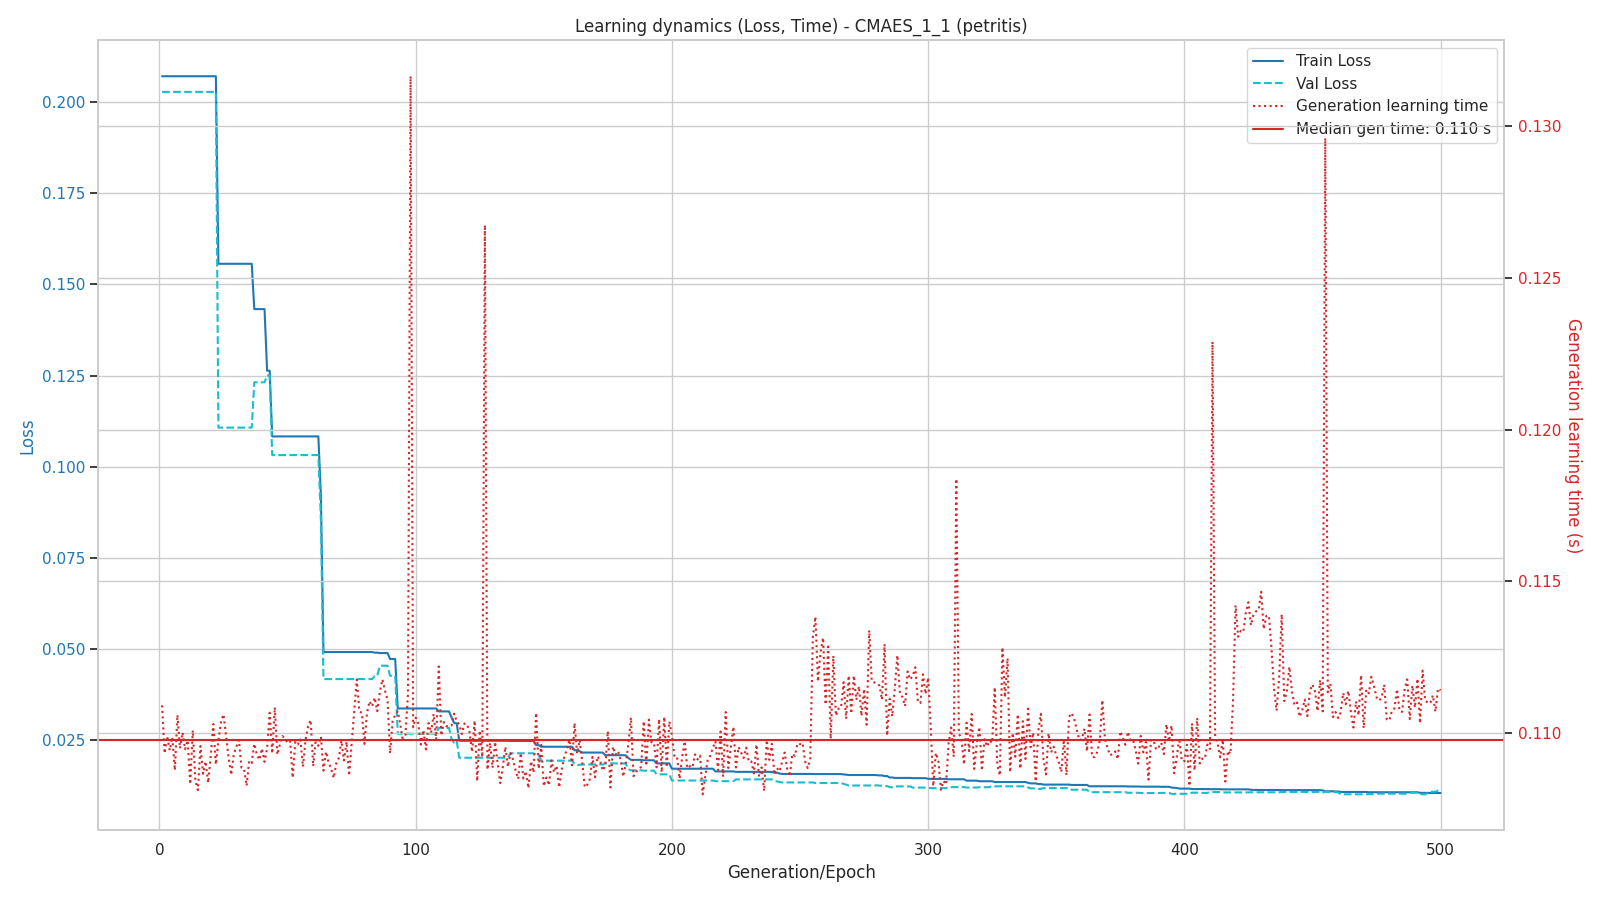 Learning dynamics (Loss, Time) - CMAES_1_1 (petritis)
Train Loss
Val Loss
Generation learning time
Median gen time: 0.110 s
0.200
0.175
0.150
0.125
0.100
0.075
0.050
0.025
Loss
0.130
0.125
0.120
0.115
0.110
Generation learning time (s)
0
100
200
300
400
500
Generation/Epoch